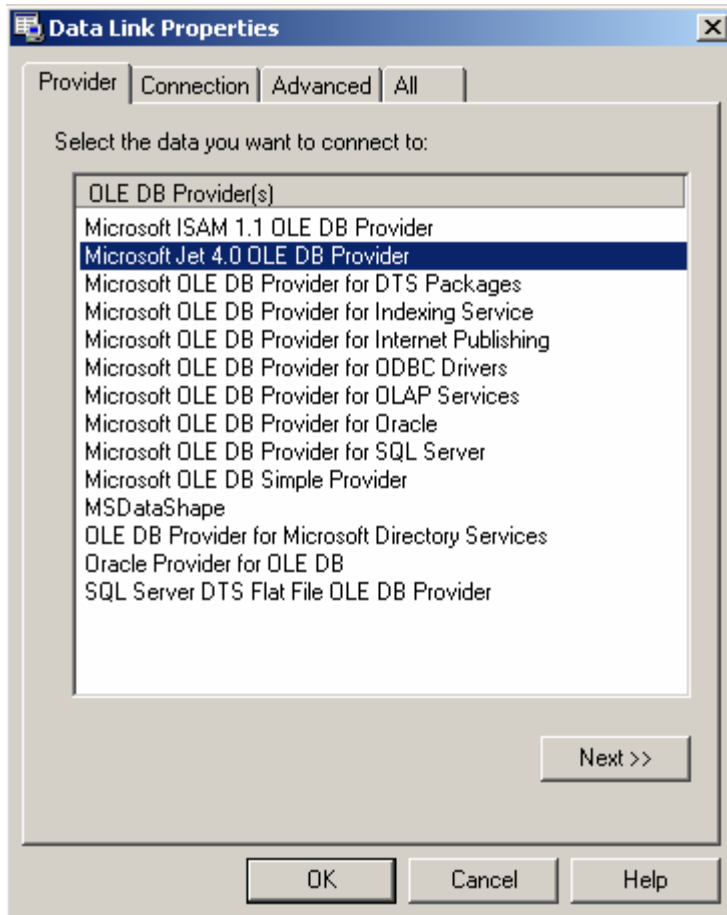 Data Link Properties
Provider Connection Advanced All
Select the data you want to connect to:
OLE DB Provider(s)
Microsoft ISAM 1.1 OLE DB Provider
Microsoft Jet 4.0 OLE DB Provider
Microsoft OLE DB Provider for DTS Packages
Microsoft OLE DB Provider for Indexing Service
Microsoft OLE DB Provider for Internet Publishing
Microsoft OLE DB Provider for ODBC Drivers
Microsoft OLE DB Provider for OLAP Services
Microsoft OLE DB Provider for Oracle
Microsoft OLE DB Provider for SQL Server
Microsoft OLE DB Simple Provider
MSDataShape
OLE DB Provider for Microsoft Directory Services
Oracle Provider for OLE DB
SQL Server DTS Flat File OLE DB Provider
Next >>
OK Cancel Help